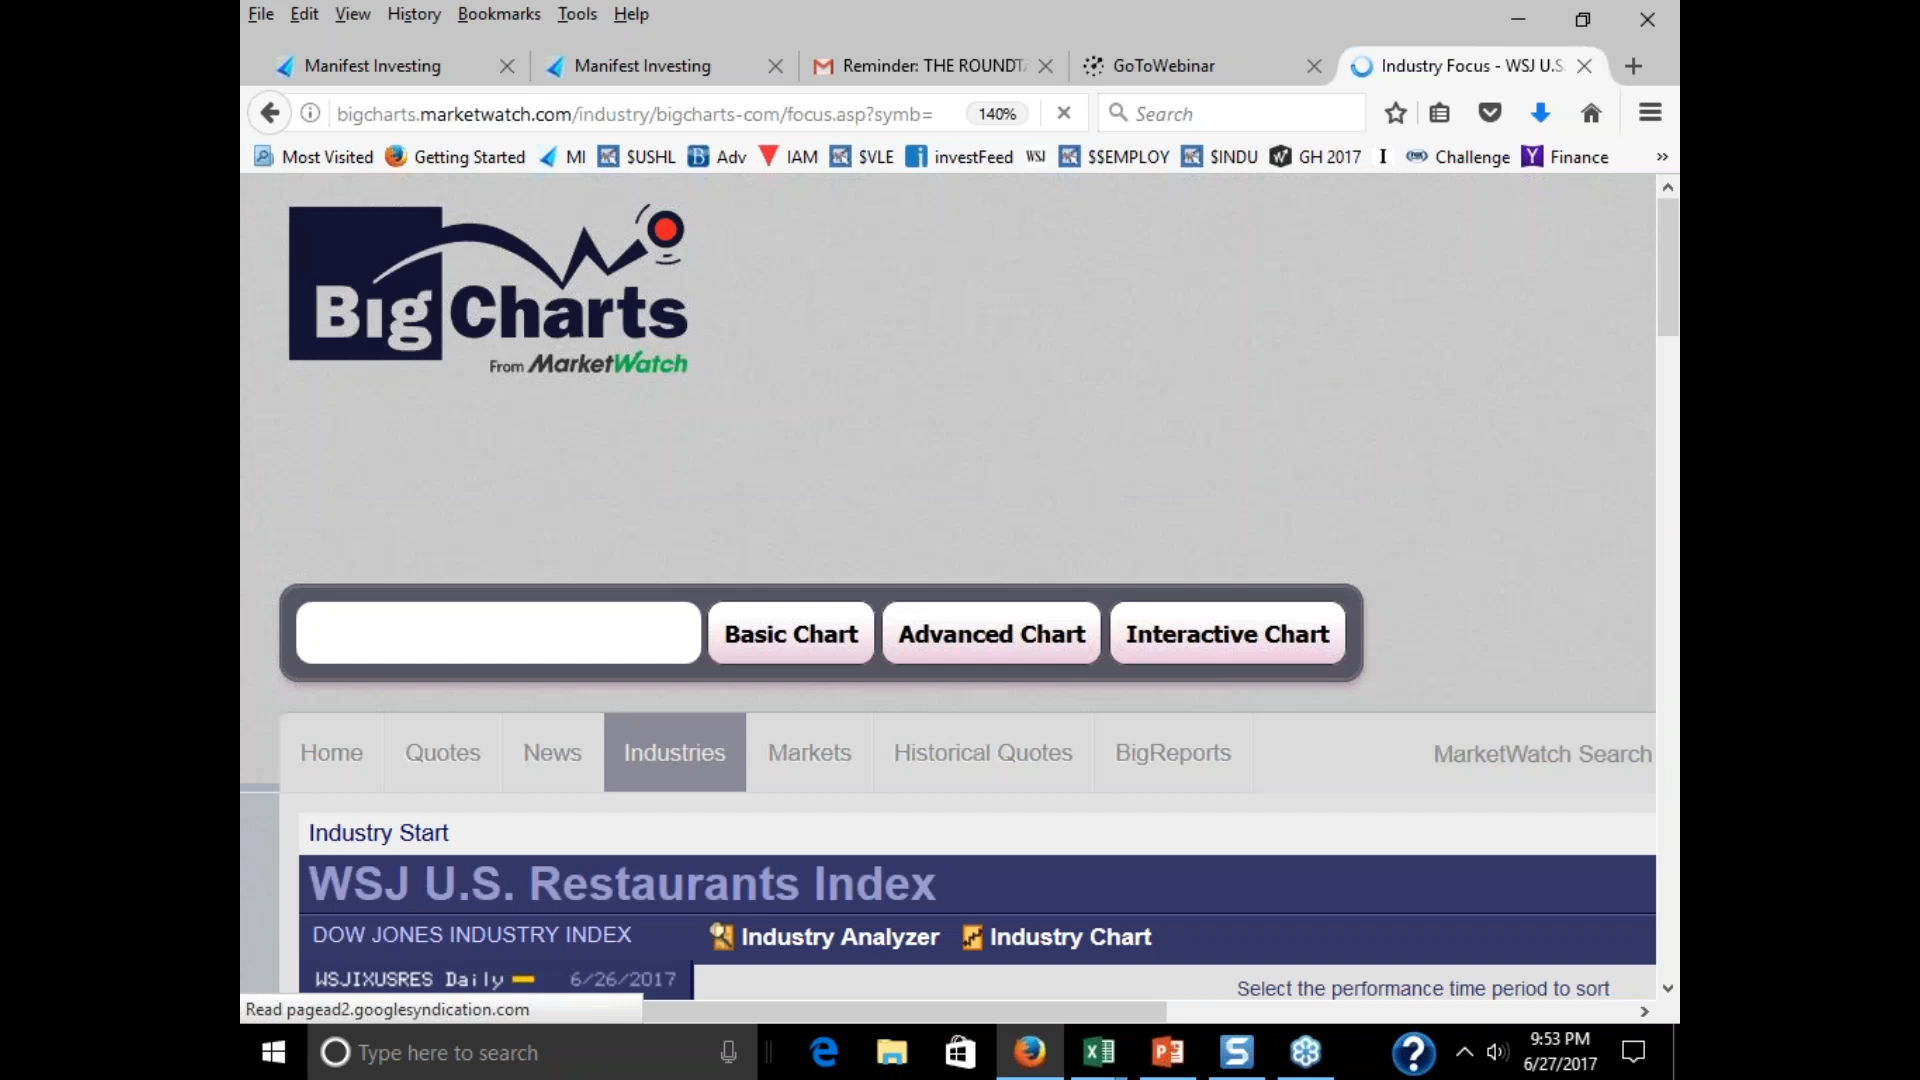 File Edit View History Bookmarks Tools Help
Manifest Investing Manifest Investing Reminder: THE ROUNDT GoToWebinar Industry Focus - WSJ U.S.
bigcharts.marketwatch.com/industry/bigcharts-com/focus.asp?symb= 140% Search
Most Visited Getting Started MI $USHL Adv IAM $VLE investFeed WSJ $$EMPLOY $INDU GH 2017 I Challenge Finance »
BigCharts
From MarketWatch
Basic Chart Advanced Chart Interactive Chart
Home Quotes News Industries Markets Historical Quotes BigReports MarketWatch Search
Industry Start
WSJ U.S. Restaurants Index
DOW JONES INDUSTRY INDEX Industry Analyzer Industry Chart
WSJIXUSRES Daily 6/26/2017
Select the performance time period to sort
Read pagead2.googlesyndication.com
Type here to search
9:53 PM
6/27/2017